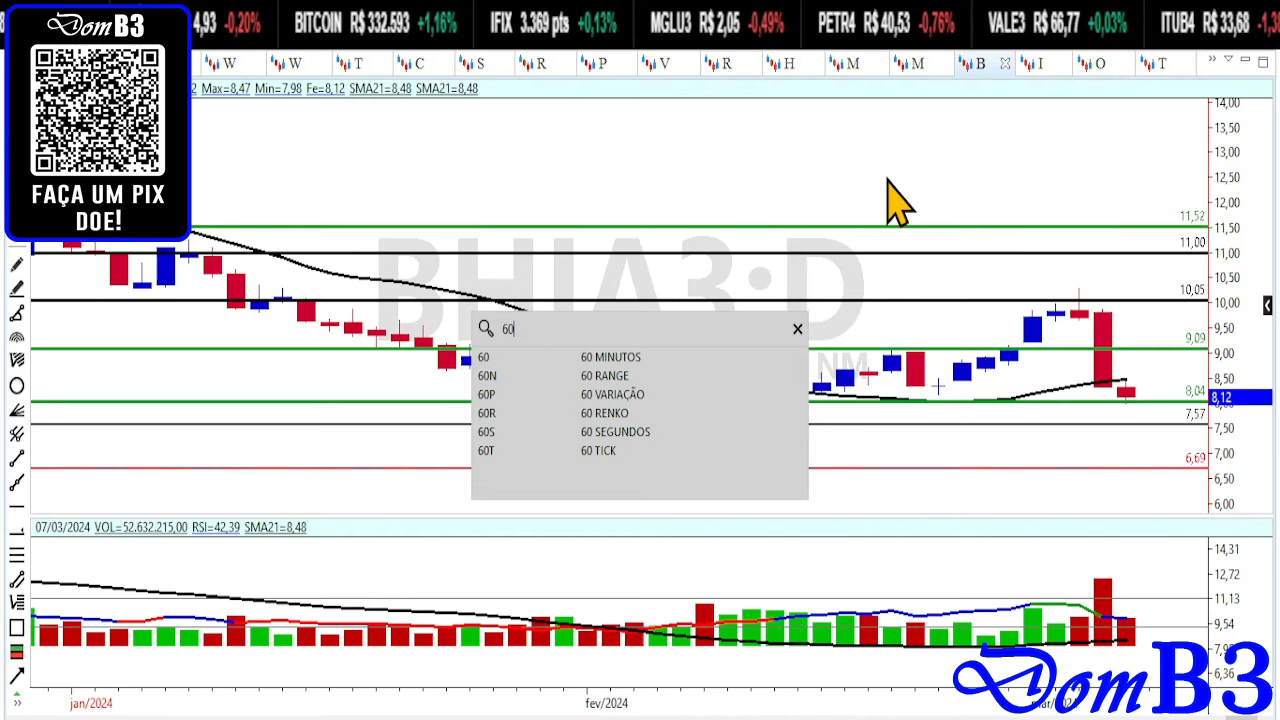 DomB3
FAÇA UM PIX
DOE!
4,93 -0,20% BITCOIN R$ 332.593 +1,16% IFIX 3.369 pts +0,13% MGLU3 R$ 2,05 -0,49% PETR4 R$ 40,53 -0,76% VALE3 R$ 66,77 +0,03% ITUB4 R$ 33,68
W W T C S R P V R H M M B I O T
Max=8,47 Min=7,98 Fe=8,12 SMA21=8,48 SMA21=8,48
BHIA3:D
NM
14,00
13,50
13,00
12,50
12,00
11,52
11,50
11,00
11,00
10,50
10,05
10,00
9,50
9,09
9,00
8,50
8,04
8,12
7,57
7,50
7,00
6,69
6,50
6,00
60
60 60 MINUTOS
60N 60 RANGE
60P 60 VARIAÇÃO
60R 60 RENKO
60S 60 SEGUNDOS
60T 60 TICK
07/03/2024 VOL=52.632.215,00 RSI=42,39 SMA21=8,48
14,31
12,72
11,13
9,54
6,36
jan/2024 fev/2024
DomB3